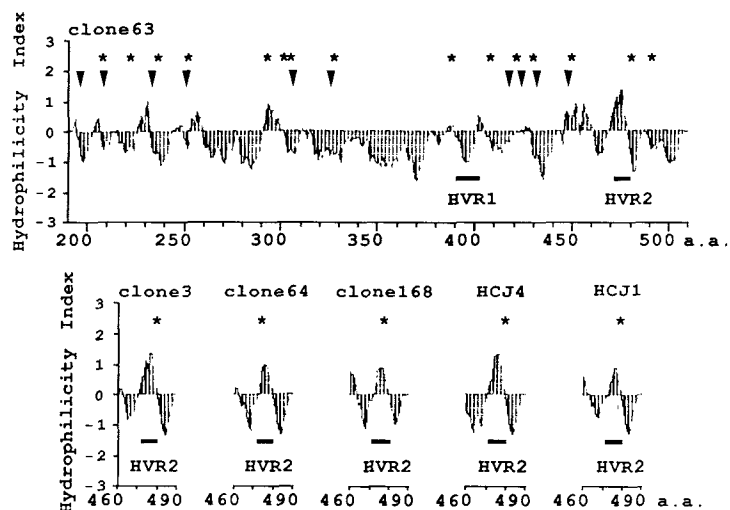 clone63
Hydrophilicity Index
3
2
1
0
-1
-2
-3
* * * * * ** * * * * * * * *
HVR1 HVR2
200 250 300 350 400 450 500 a.a.
clone3 clone64 clone168 HCJ4 HCJ1
Hydrophilicity Index
3
2
1
0
-1
-2
-3
* * * * *
HVR2 HVR2 HVR2 HVR2 HVR2
460 490 460 490 460 490 460 490 460 490 a.a.